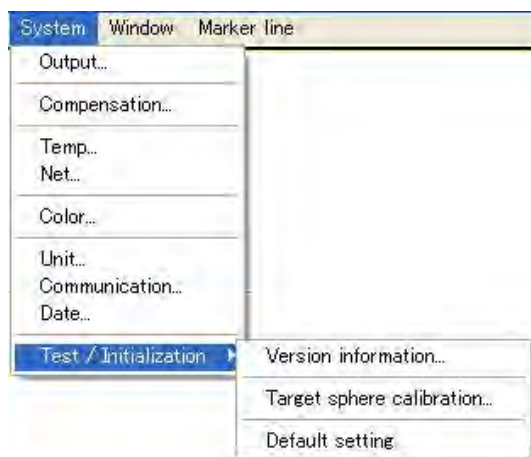 System Window Marker line
Output...
Compensation...
Temp...
Net...
Color...
Unit...
Communication...
Date...
Test / Initialization
Version information...
Target sphere calibration...
Default setting